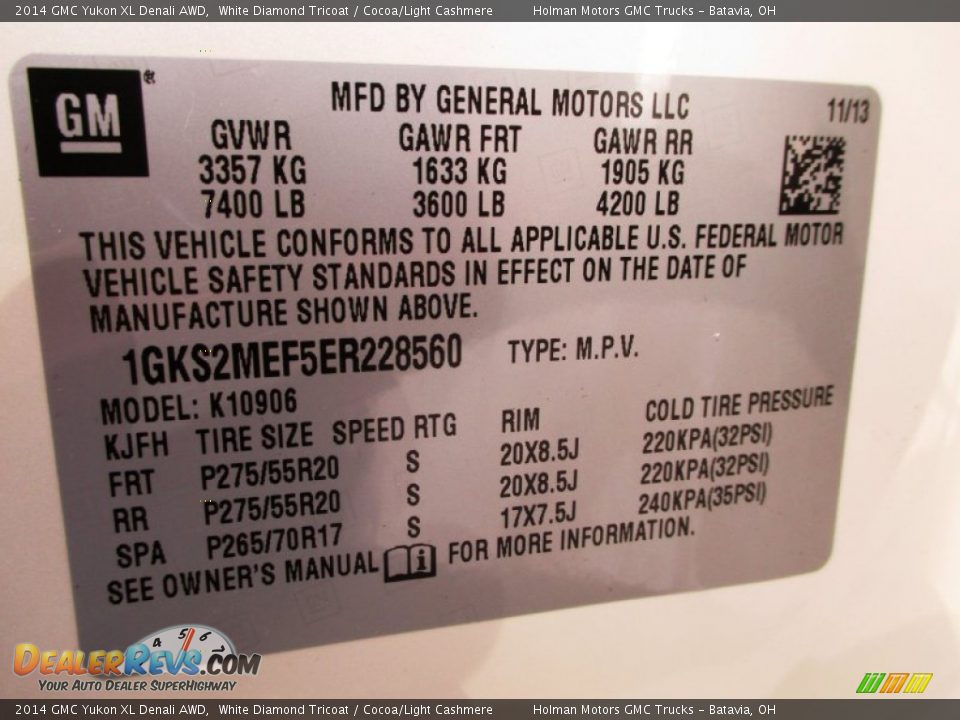 2014 GMC Yukon XL Denali AWD, White Diamond Tricoat / Cocoa/Light Cashmere Holman Motors GMC Trucks – Batavia, OH
GM ®
MFD BY GENERAL MOTORS LLC 11/13
GVWR GAWR FRT GAWR RR
3357 KG 1633 KG 1905 KG
7400 LB 3600 LB 4200 LB
THIS VEHICLE CONFORMS TO ALL APPLICABLE U.S. FEDERAL MOTOR
VEHICLE SAFETY STANDARDS IN EFFECT ON THE DATE OF
MANUFACTURE SHOWN ABOVE.
1GKS2MEF5ER228560 TYPE: M.P.V.
MODEL: K10906
KJFH TIRE SIZE SPEED RTG RIM COLD TIRE PRESSURE
FRT P275/55R20 S 20X8.5J 220KPA(32PSI)
RR P275/55R20 S 20X8.5J 220KPA(32PSI)
SPA P265/70R17 S 17X7.5J 240KPA(35PSI)
SEE OWNER'S MANUAL i FOR MORE INFORMATION.
4 5 6
DEALERREVS.COM
YOUR AUTO DEALER SUPERHIGHWAY
2014 GMC Yukon XL Denali AWD, White Diamond Tricoat / Cocoa/Light Cashmere Holman Motors GMC Trucks – Batavia, OH